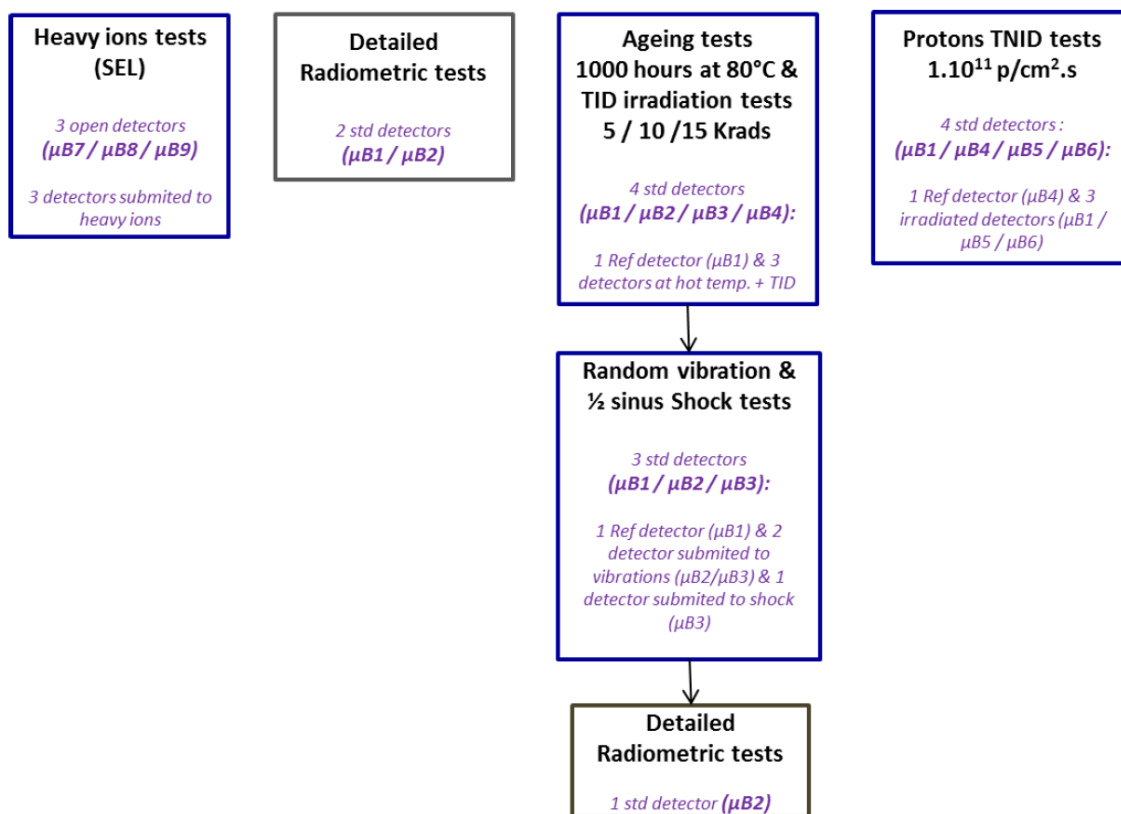 Heavy ions tests
(SEL)
3 open detectors
(µB7 / µB8 / µB9)
3 detectors submited to
heavy ions
Detailed
Radiometric tests
2 std detectors
(µB1 / µB2)
Ageing tests
1000 hours at 80°C &
TID irradiation tests
5 / 10 /15 Krads
4 std detectors
(µB1 / µB2 / µB3 / µB4):
1 Ref detector (µB1) & 3
detectors at hot temp. + TID
Protons TNID tests
1.10¹¹ p/cm².s
4 std detectors :
(µB1 / µB4 / µB5 / µB6):
1 Ref detector (µB4) & 3
irradiated detectors (µB1 /
µB5 / µB6)
Random vibration &
½ sinus Shock tests
3 std detectors
(µB1 / µB2 / µB3):
1 Ref detector (µB1) & 2
detector submited to
vibrations (µB2/µB3) & 1
detector submited to shock
(µB3)
Detailed
Radiometric tests
1 std detector (µB2)